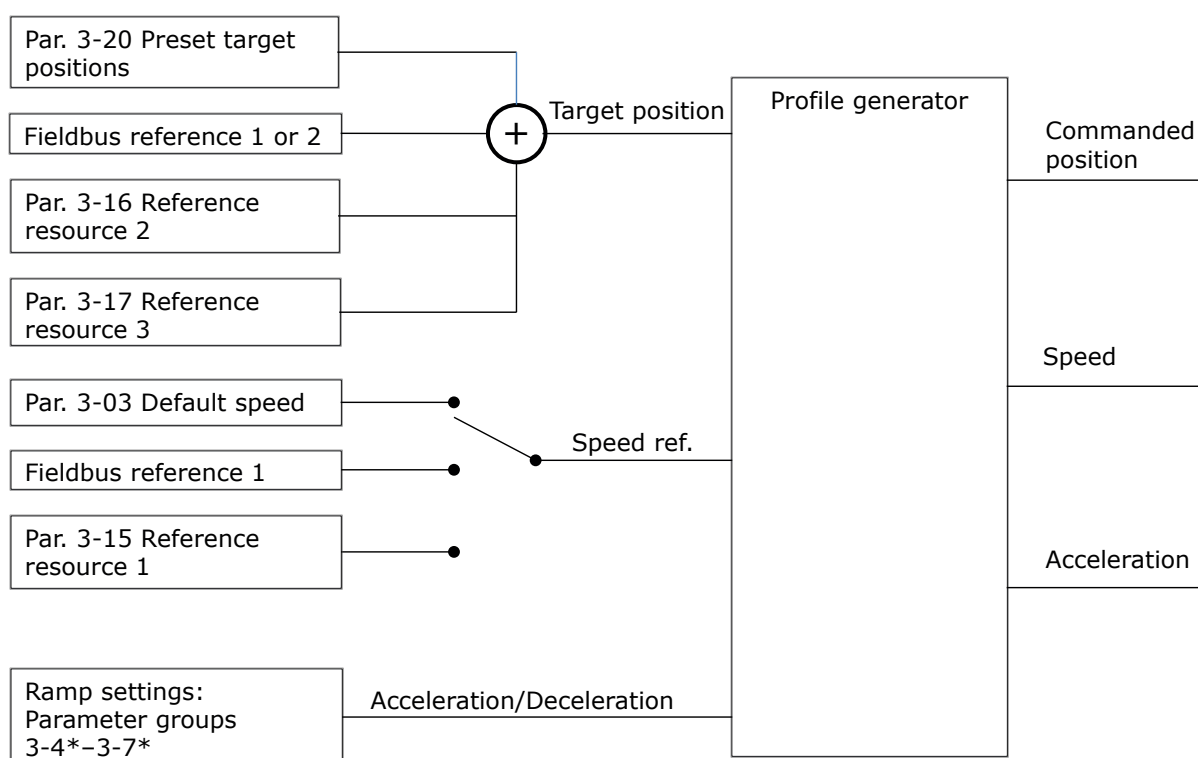 Par. 3-20 Preset target
positions
Fieldbus reference 1 or 2
Par. 3-16 Reference
resource 2
Par. 3-17 Reference
resource 3
+
Target position
Par. 3-03 Default speed
Fieldbus reference 1
Par. 3-15 Reference
resource 1
Speed ref.
Ramp settings:
Parameter groups
3-4*–3-7*
Acceleration/Deceleration
Profile generator
Commanded
position
Speed
Acceleration